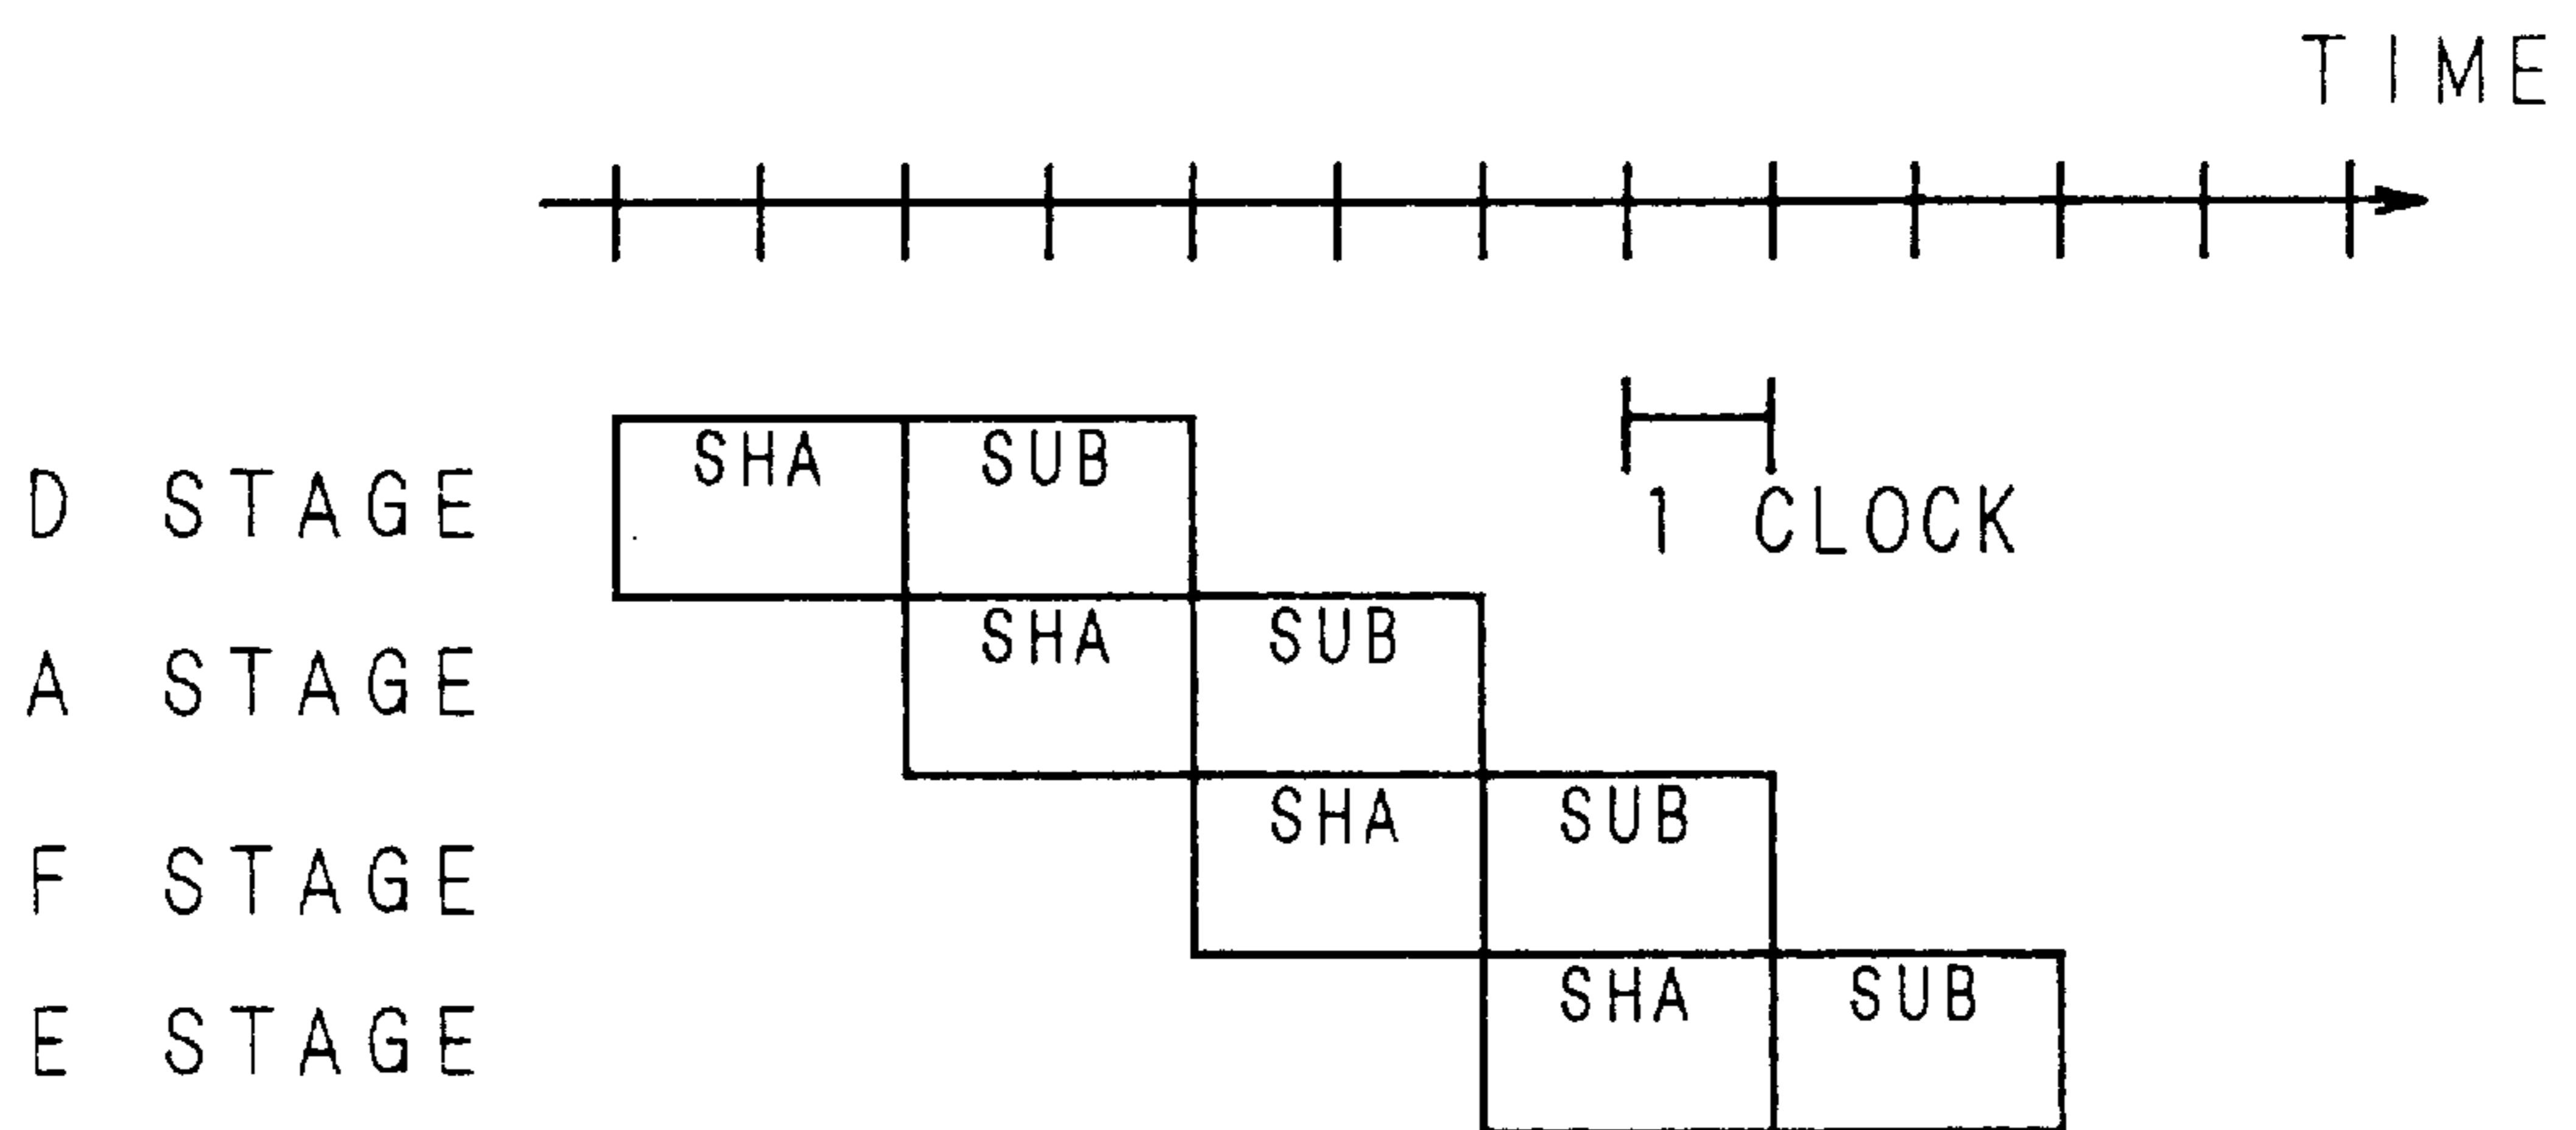 TIME
1 CLOCK
D STAGE SHA SUB
A STAGE SHA SUB
F STAGE SHA SUB
E STAGE SHA SUB